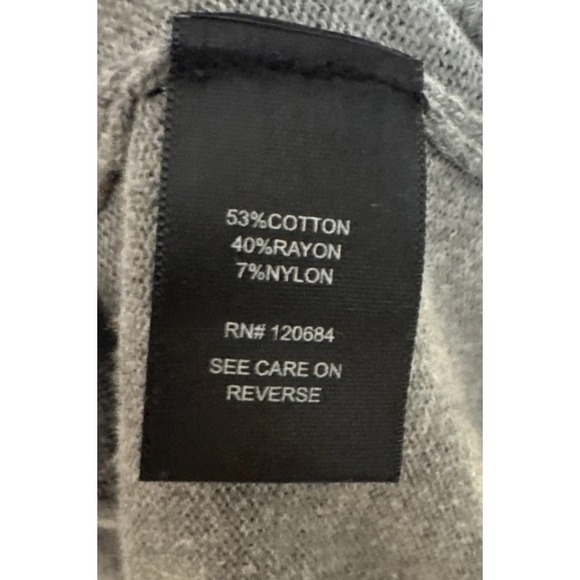 53%COTTON
40%RAYON
7%NYLON
RN# 120684
SEE CARE ON
REVERSE